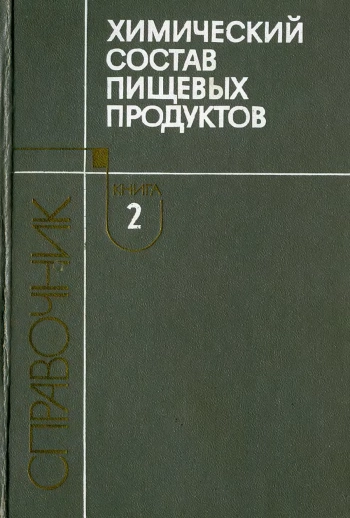 ХИМИЧЕСКИЙ
СОСТАВ
ПИЩЕВЫХ
ПРОДУКТОВ
КНИГА
2
СПРАВОЧНИК